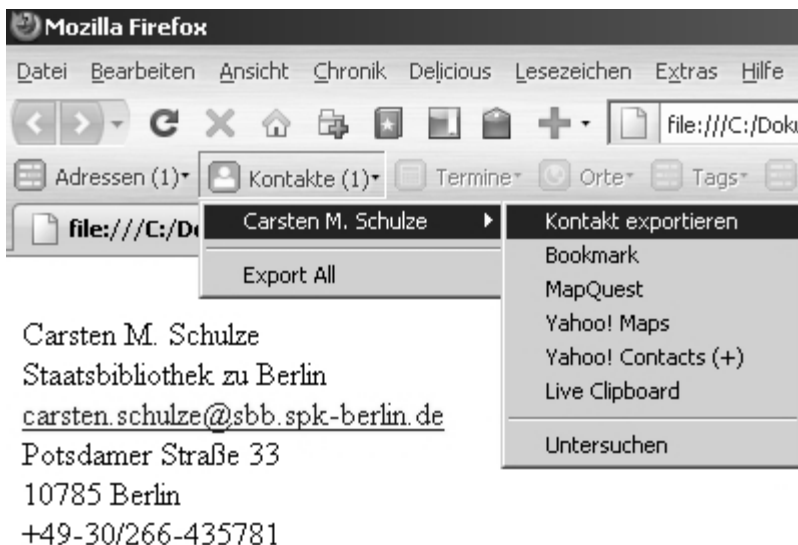 Mozilla Firefox
Datei Bearbeiten Ansicht Chronik Delicious Lesezeichen Extras Hilfe
file:///C:/Doku
Adressen (1) Kontakte (1) Termine Orte Tags
file:///C:/Do
Carsten M. Schulze
Export All
Kontakt exportieren
Bookmark
MapQuest
Yahoo! Maps
Yahoo! Contacts (+)
Live Clipboard
Untersuchen
Carsten M. Schulze
Staatsbibliothek zu Berlin
carsten.schulze@sbb.spk-berlin.de
Potsdamer Straße 33
10785 Berlin
+49-30/266-435781